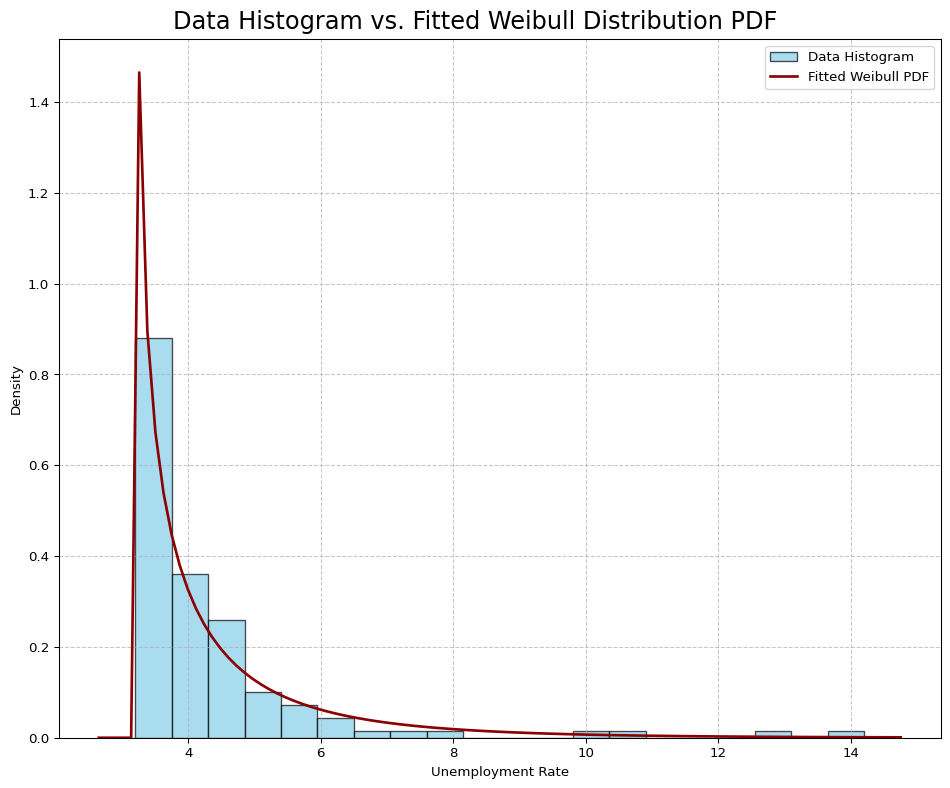 Data Histogram vs. Fitted Weibull Distribution PDF
Data Histogram
Fitted Weibull PDF
1.4
1.2
1.0
0.8
0.6
0.4
0.2
0.0
Density
4 6 8 10 12 14
Unemployment Rate